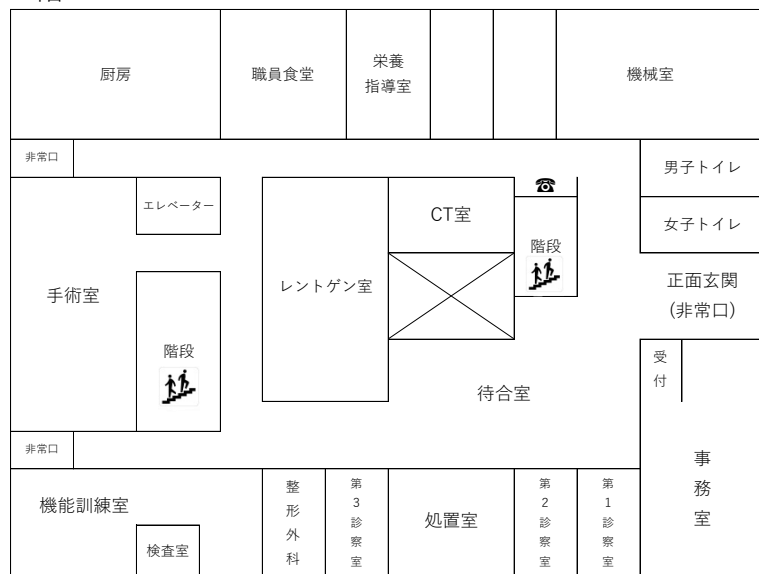 厨房
職員食堂
栄養
指導室
機械室
非常口
男子トイレ
エレベーター
CT室
女子トイレ
階段
レントゲン室
手術室
正面玄関
(非常口)
階段
受付
待合室
非常口
事務室
機能訓練室
検査室
整形外科
第3診察室
処置室
第2診察室
第1診察室